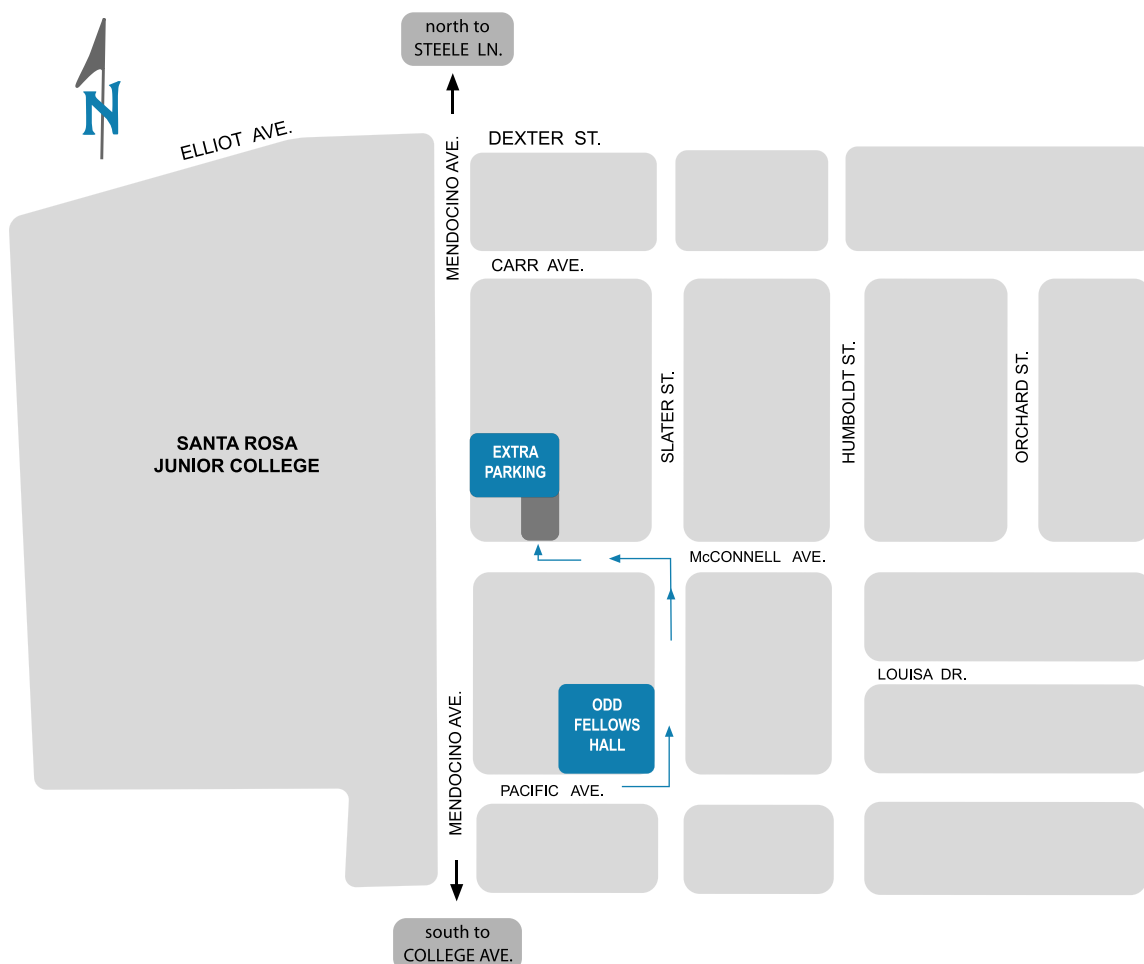 north to
STEELE LN.
N
ELLIOT AVE.
DEXTER ST.
MENDOCINO AVE.
CARR AVE.
SANTA ROSA
JUNIOR COLLEGE
EXTRA
PARKING
SLATER ST.
HUMBOLDT ST.
ORCHARD ST.
McCONNELL AVE.
LOUISA DR.
ODD
FELLOWS
HALL
MENDOCINO AVE.
PACIFIC AVE.
south to
COLLEGE AVE.